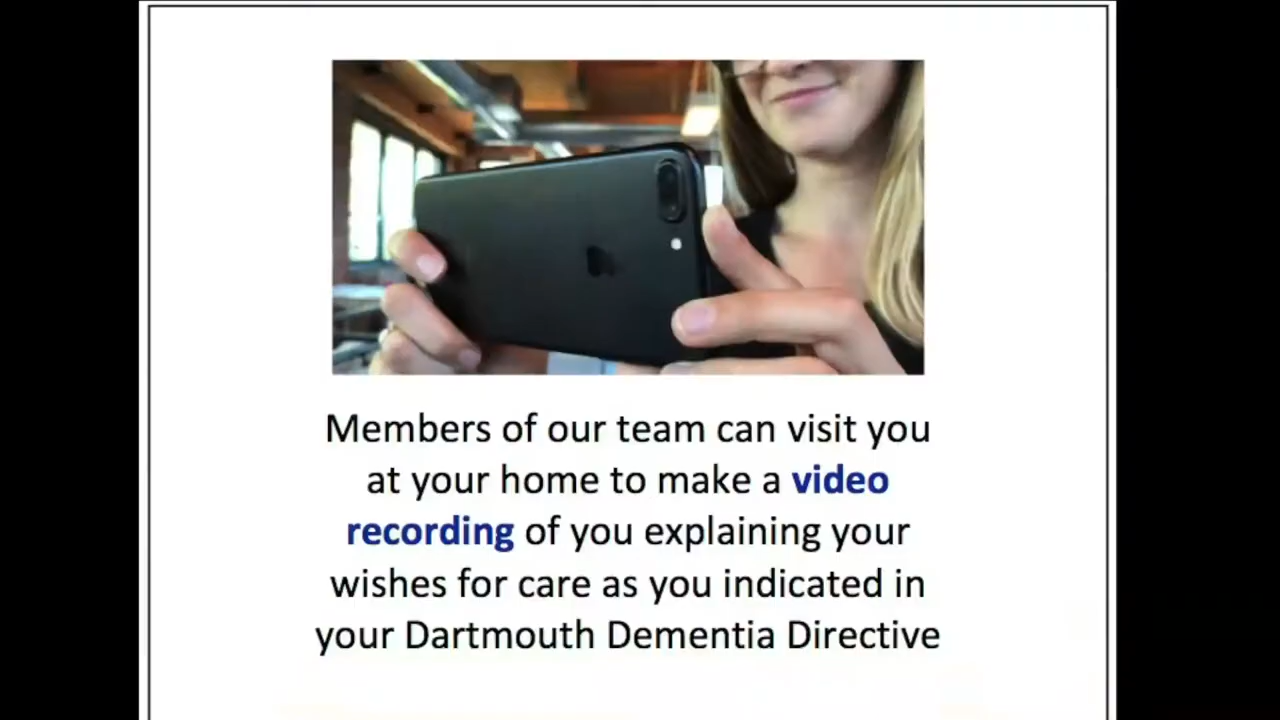 Members of our team can visit you
at your home to make a video
recording of you explaining your
wishes for care as you indicated in
your Dartmouth Dementia Directive